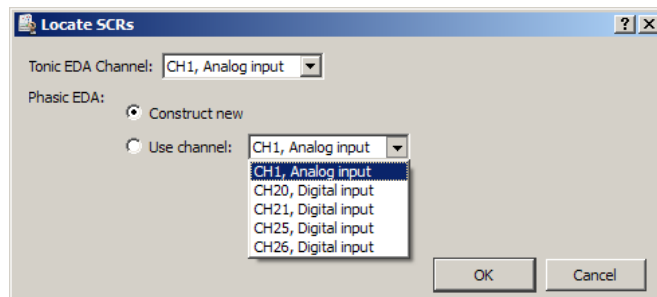 Locate SCRs
Tonic EDA Channel: CH1, Analog input
Phasic EDA:
Construct new
Use channel: CH1, Analog input
CH1, Analog input
CH20, Digital input
CH21, Digital input
CH25, Digital input
CH26, Digital input
OK Cancel